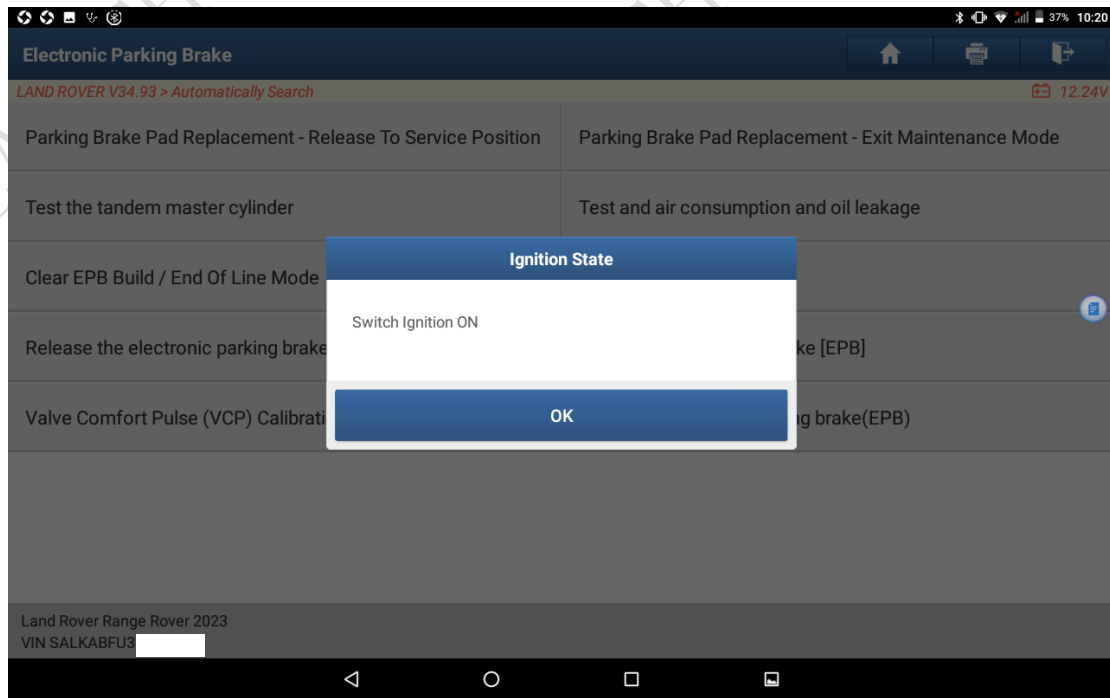 37% 10:20
Electronic Parking Brake
LAND ROVER V34.93 > Automatically Search
12.24V
Parking Brake Pad Replacement - Release To Service Position
Parking Brake Pad Replacement - Exit Maintenance Mode
Test the tandem master cylinder
Test and air consumption and oil leakage
Clear EPB Build / End Of Line Mode
Ignition State
Switch Ignition ON
Release the electronic parking brake
[EPB]
OK
Valve Comfort Pulse (VCP)
brake(EPB)
Land Rover Range Rover 2023
VIN SALKABFU3